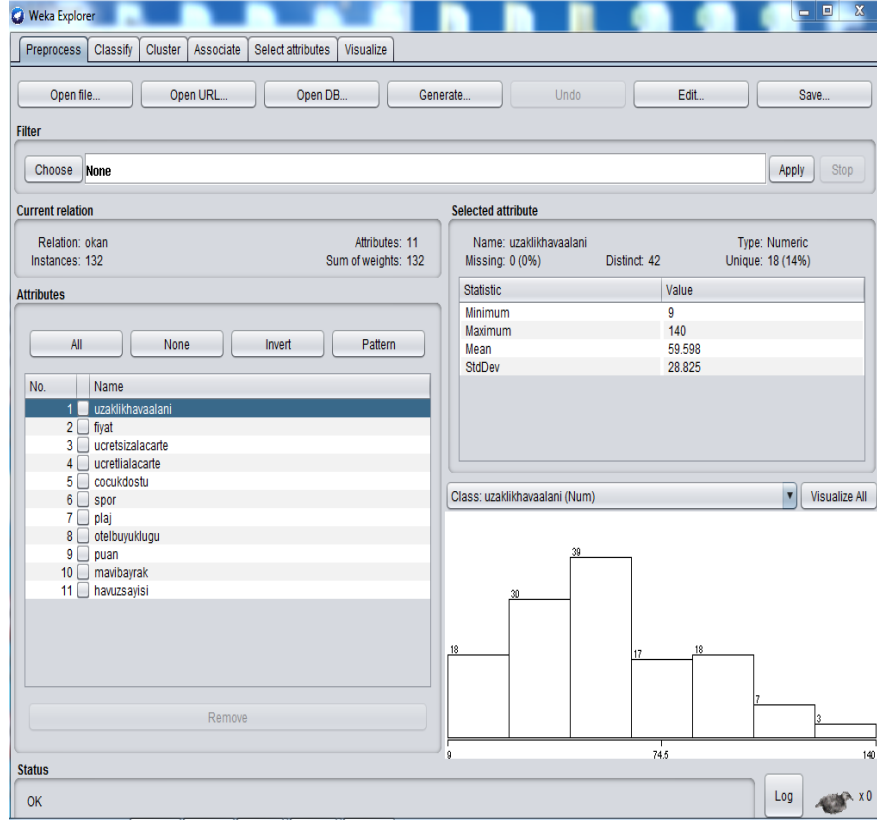 Weka Explorer
Preprocess Classify Cluster Associate Select attributes Visualize
Open file... Open URL... Open DB... Generate... Undo Edit... Save...
Filter
Choose None Apply Stop
Current relation
Relation: okan Attributes: 11
Instances: 132 Sum of weights: 132
Attributes
All None Invert Pattern
No. Name
1 uzaklikhavaalani
2 fiyat
3 ucretsizalacarte
4 ucretlialacarte
5 cocukdostu
6 spor
7 plaj
8 otelbuyuklugu
9 puan
10 mavibayrak
11 havuzsayisi
Remove
Selected attribute
Name: uzaklikhavaalani Type: Numeric
Missing: 0 (0%) Distinct: 42 Unique: 18 (14%)
Statistic Value
Minimum 9
Maximum 140
Mean 59.598
StdDev 28.825
Class: uzaklikhavaalani (Num) Visualize All
18 30 39 17 18 7 3
9 74.5 140
Status
OK Log x 0